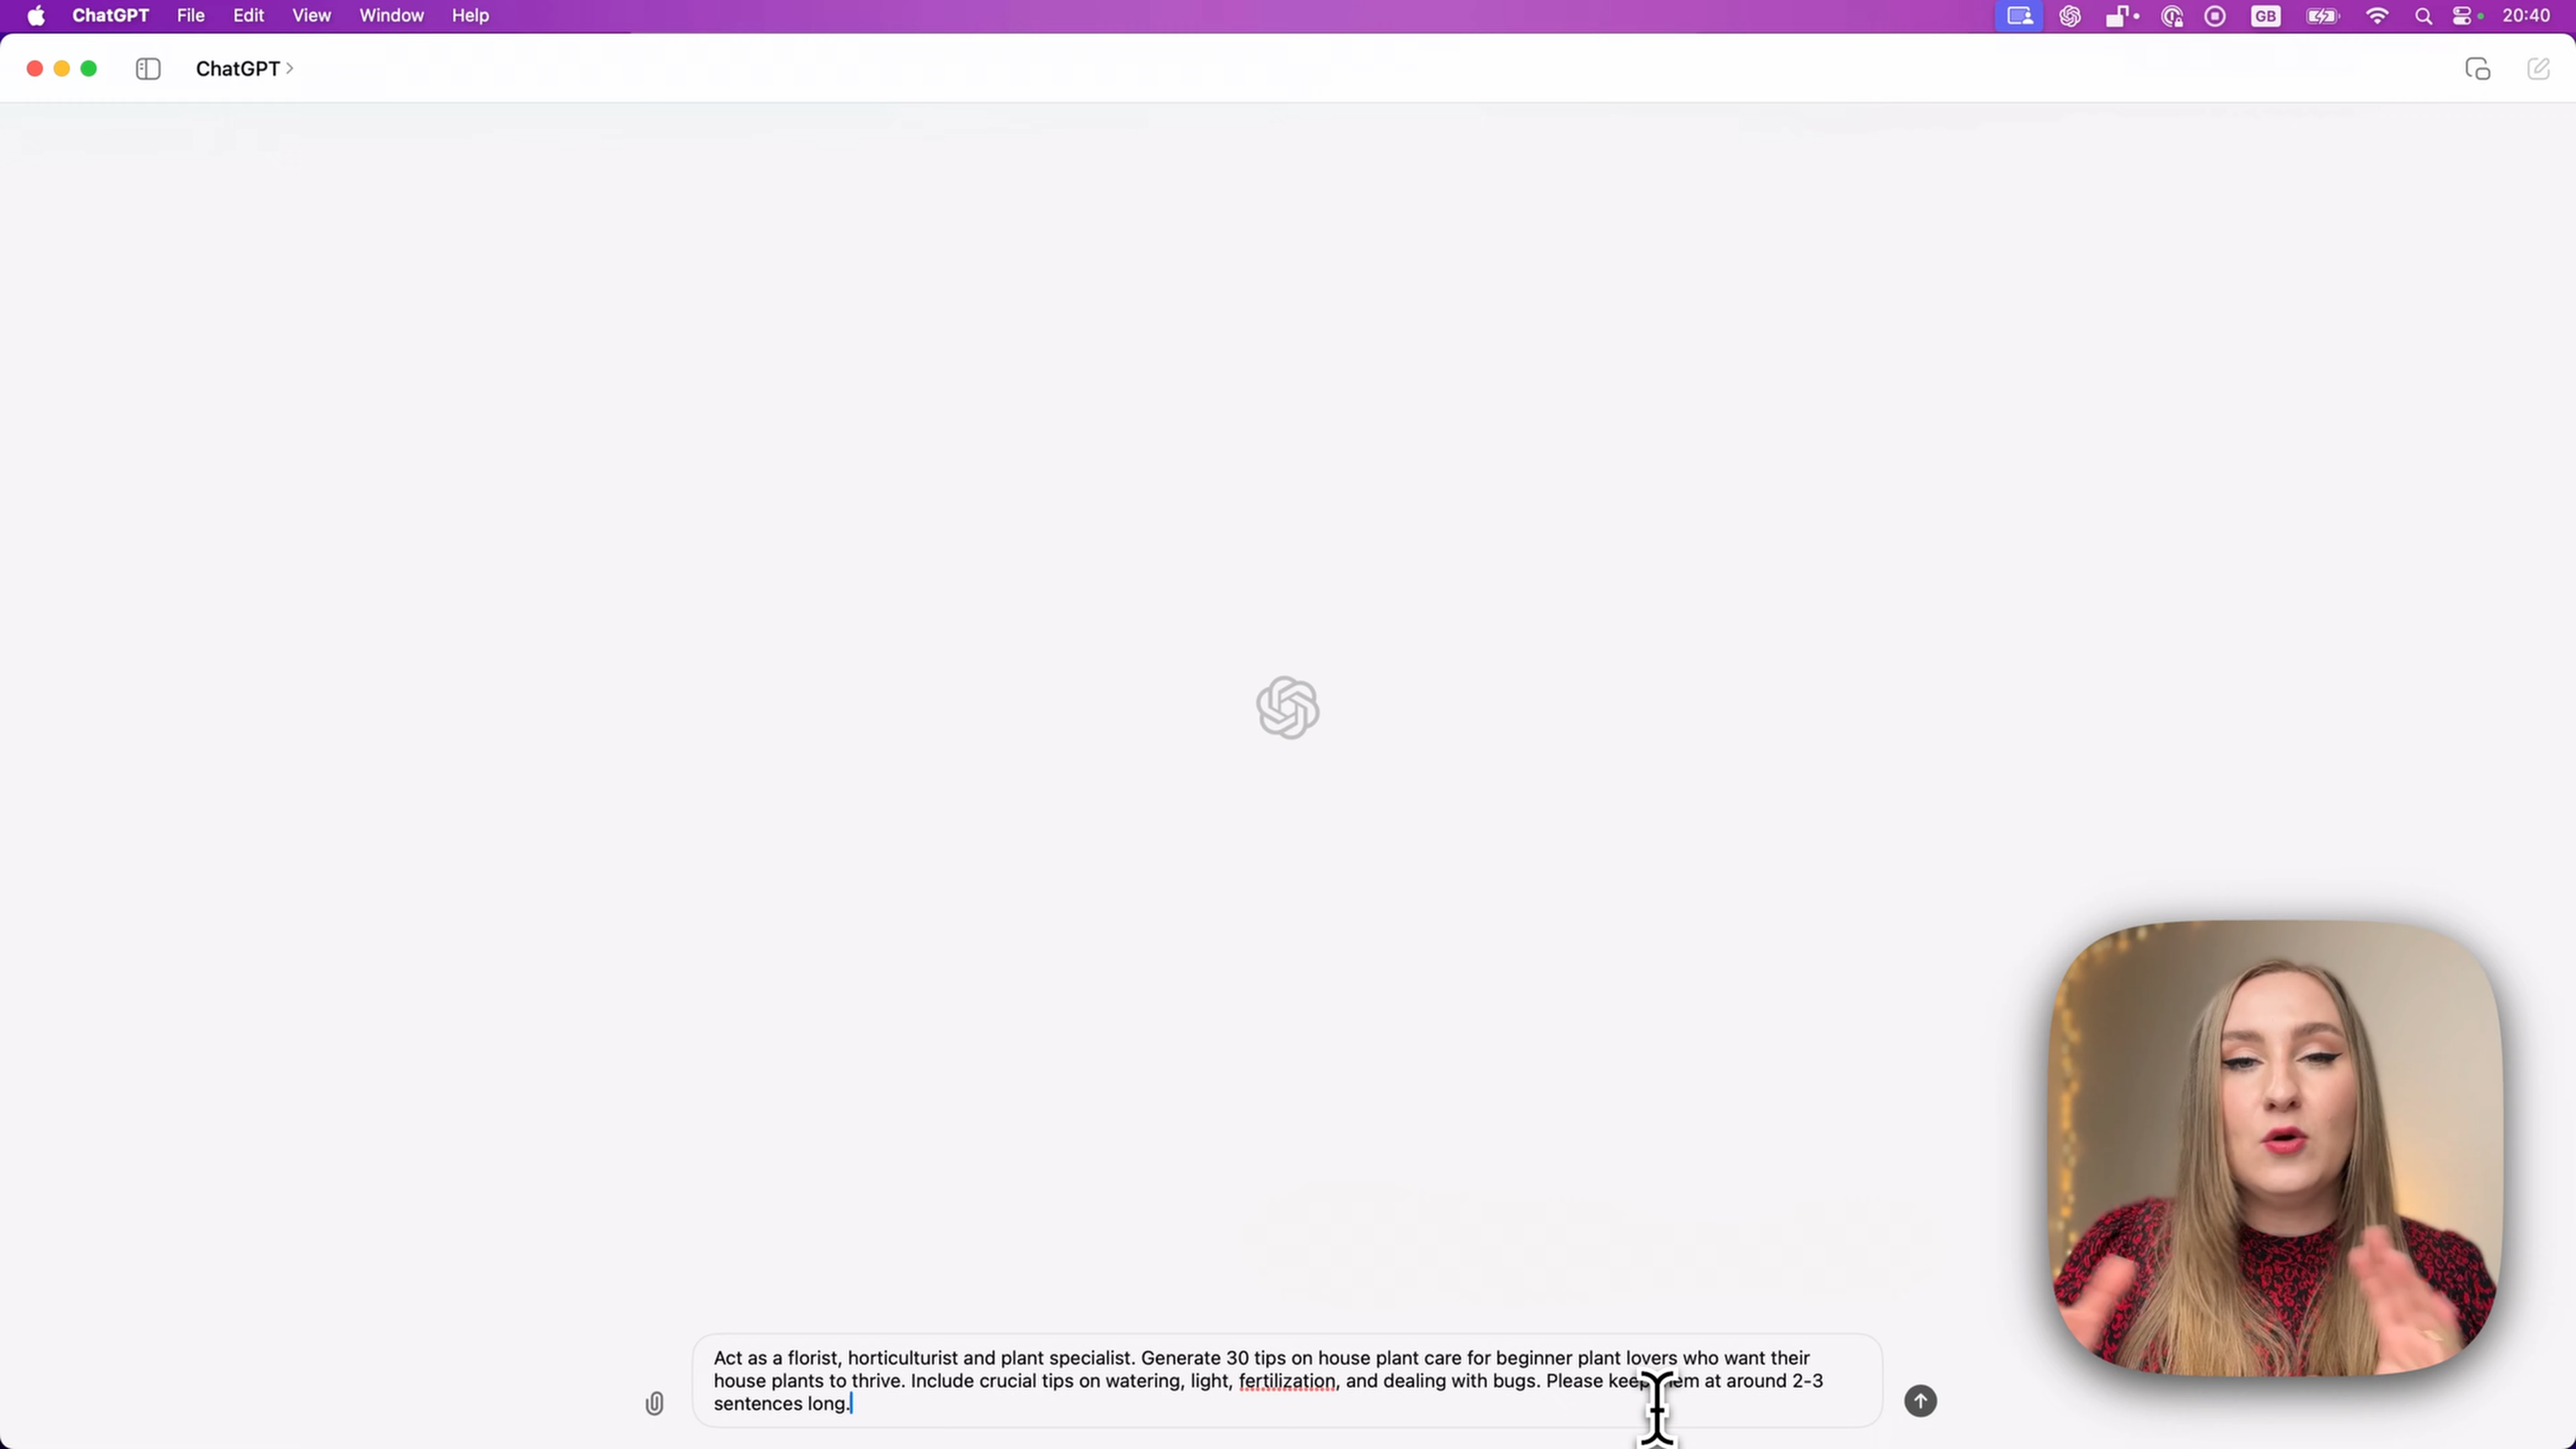 ChatGPT File Edit View Window Help GB 20:40
ChatGPT
Act as a florist, horticulturist and plant specialist. Generate 30 tips on house plant care for beginner plant lovers who want their
house plants to thrive. Include crucial tips on watering, light, fertilization, and dealing with bugs. Please keep at around 2-3
sentences long.